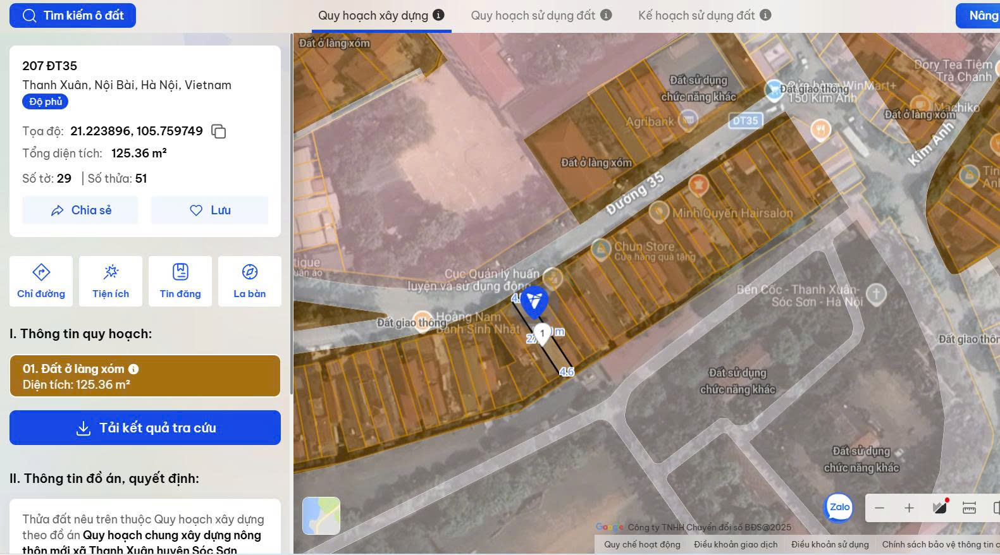 Tìm kiếm ô đất
Quy hoạch xây dựng
Quy hoạch sử dụng đất
Kế hoạch sử dụng đất
Nâng
207 ĐT35
Thanh Xuân, Nội Bài, Hà Nội, Vietnam
Độ phủ
Tọa độ: 21.223896, 105.759749
Tổng diện tích: 125.36 m²
Số tờ: 29 | Số thửa: 51
Chia sẻ
Lưu
Chỉ đường
Tiện ích
Tin đăng
La bàn
I. Thông tin quy hoạch:
01. Đất ở làng xóm
Diện tích: 125.36 m²
Tải kết quả tra cứu
II. Thông tin đồ án, quyết định:
Thửa đất nêu trên thuộc Quy hoạch xây dựng
theo đồ án Quy hoạch chung xây dựng nông
thôn mới xã Thanh Xuân huyện Sóc Sơn
Đất ở làng xóm
Đất sử dụng
chức năng khác
Agribank
DT35
Cửa hàng WinMart+
150 Kim Anh
Đất giao thông
Dory Tea Tiệm
Trà Chanh
Machiko
Đất ở làng xóm
Kim Anh
Đất ở làng xóm
Đường 35
Minh Quyến Hairsalon
Chun Store
Cửa hàng quà tặng
tique
uần áo
Cục Quản lý huấn
luyện và sử dụng động
Hoàng Nam
Bánh Sinh Nhật
Đất giao thông
1
m
4.6
Bến Cốc - Thanh Xuân-
Sóc Sơn - Hà Nội
Đất giao thôn
Đất sử dụng
chức năng khác
Đất sử dụng
chức năng khác
Zalo
Google
Công ty TNHH Chuyển đổi số BĐS@2025
Quy chế hoạt động
Điều khoản giao dịch
Điều khoản sử dụng
Chính sách bảo vệ thông tin c